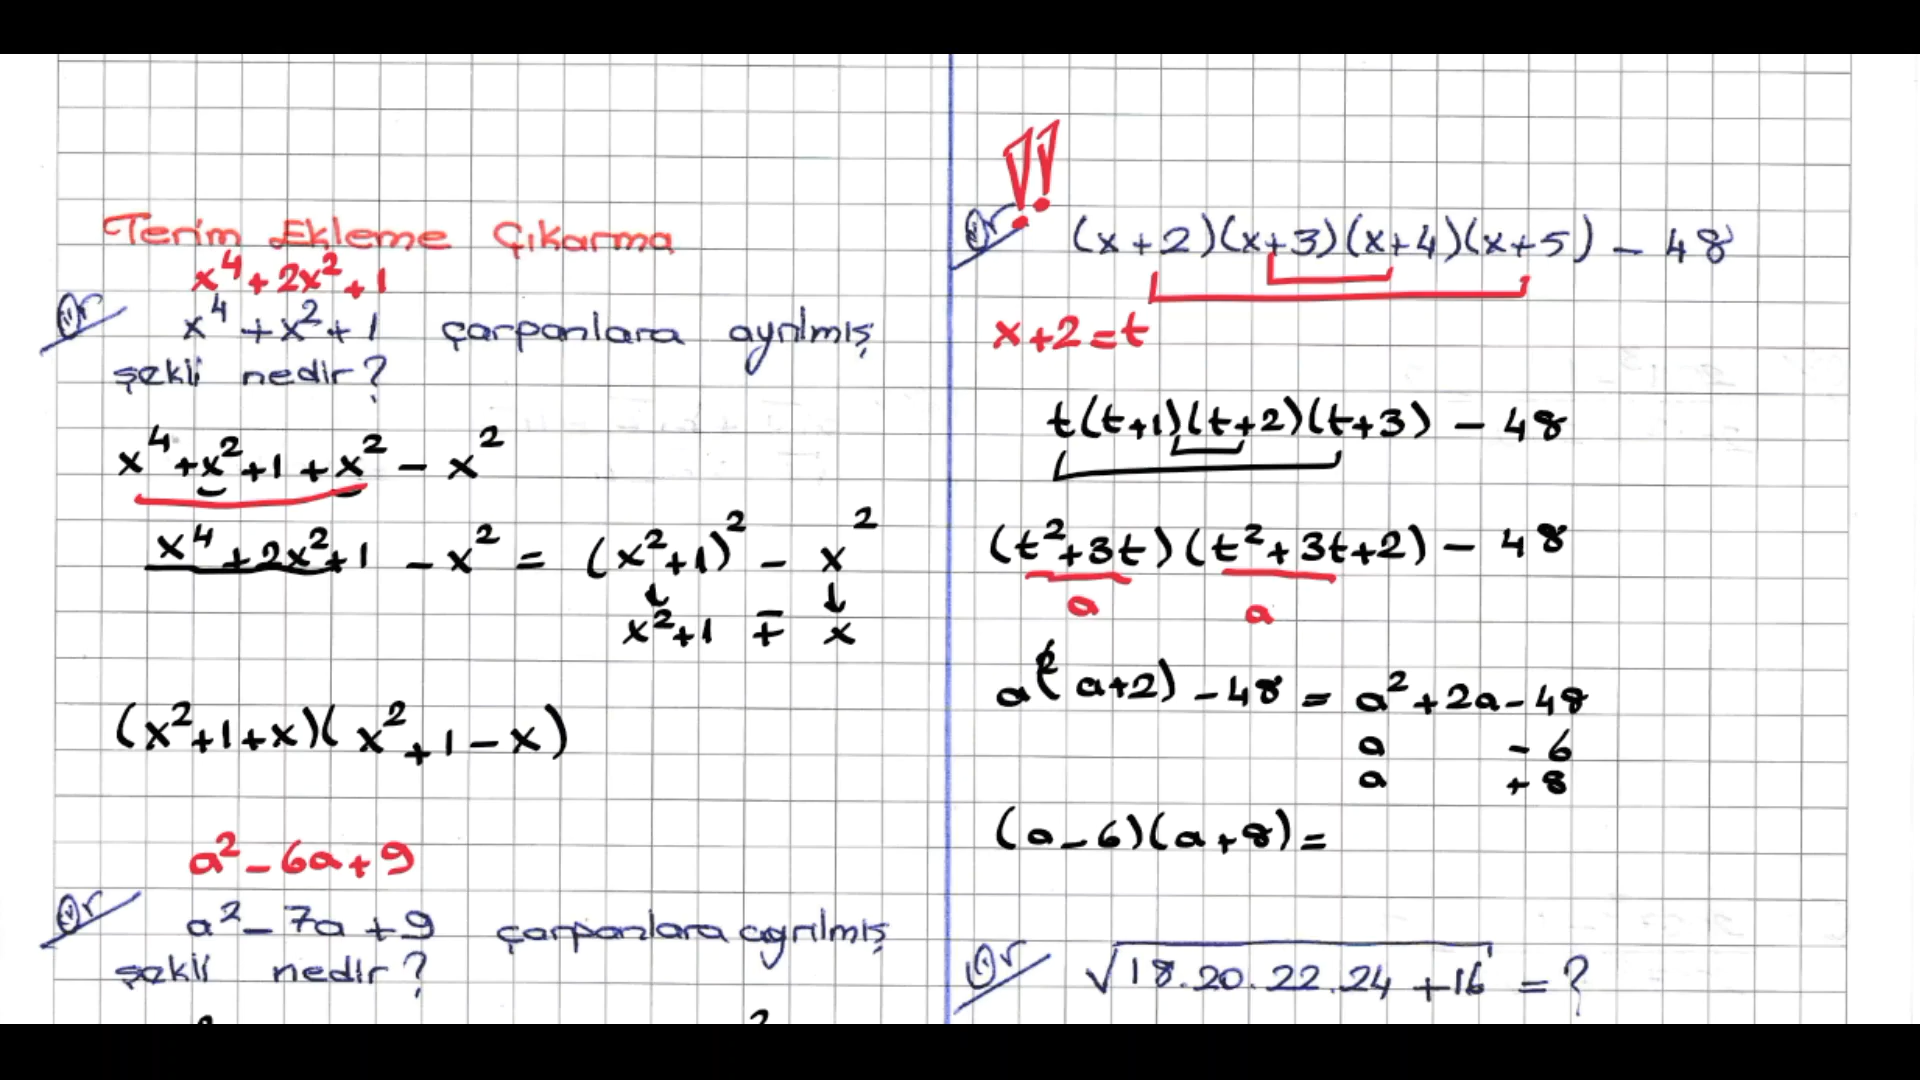 Terim Ekleme Çıkarma
x⁴ + 2x² + 1
Ör x⁴ + x² + 1 çarpanlara ayrılmış
şekli nedir?
x⁴ + x² + 1 + x² - x²
x⁴ + 2x² + 1 - x² = (x² + 1)² - x²
x² + 1 ∓ x
(x² + 1 + x)(x² + 1 - x)
a² - 6a + 9
Ör a² - 7a + 9 çarpanlara ayrılmış
şekli nedir?
!!
Ör (x + 2)(x + 3)(x + 4)(x + 5) - 48
x + 2 = t
t(t + 1)(t + 2)(t + 3) - 48
(t² + 3t)(t² + 3t + 2) - 48
a a
a(a + 2) - 48 = a² + 2a - 48
a - 6
a + 8
(a - 6)(a + 8) =
Ör √18.20.22.24 + 16 = ?